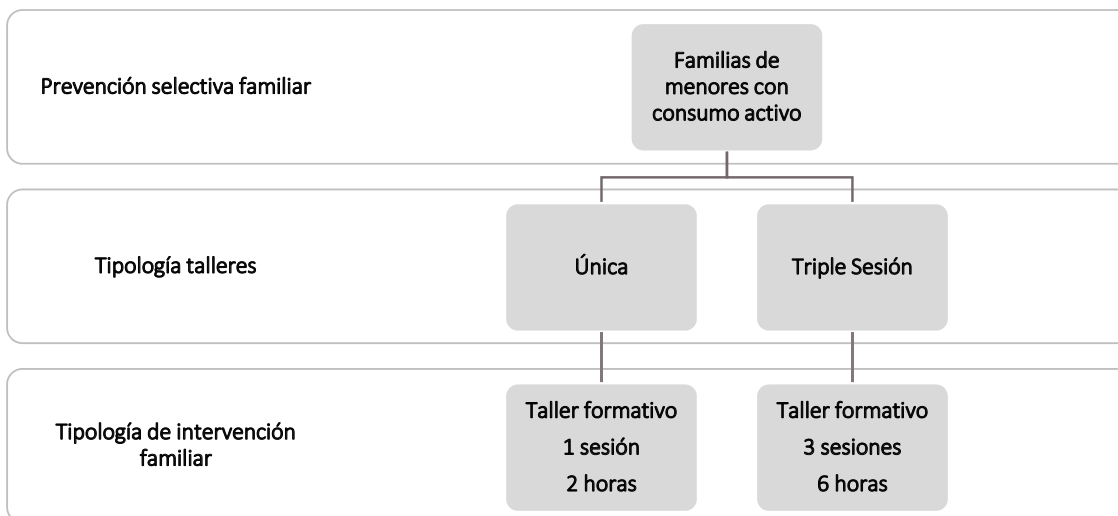 Prevención selectiva familiar
Familias de
menores con
consumo activo
Tipología talleres
Única
Triple Sesión
Tipología de intervención
familiar
Taller formativo
1 sesión
2 horas
Taller formativo
3 sesiones
6 horas